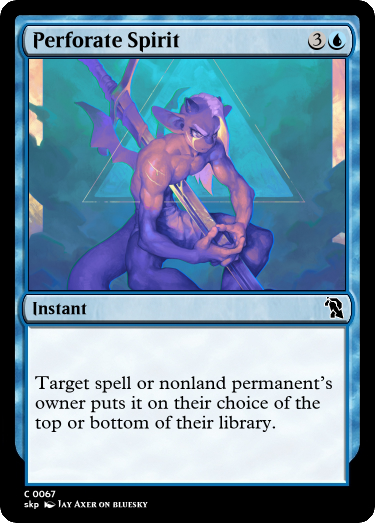 Perforate Spirit 3
Instant
Target spell or nonland permanent's
owner puts it on their choice of the
top or bottom of their library.
C 0067
skp Jay Axer on bluesky